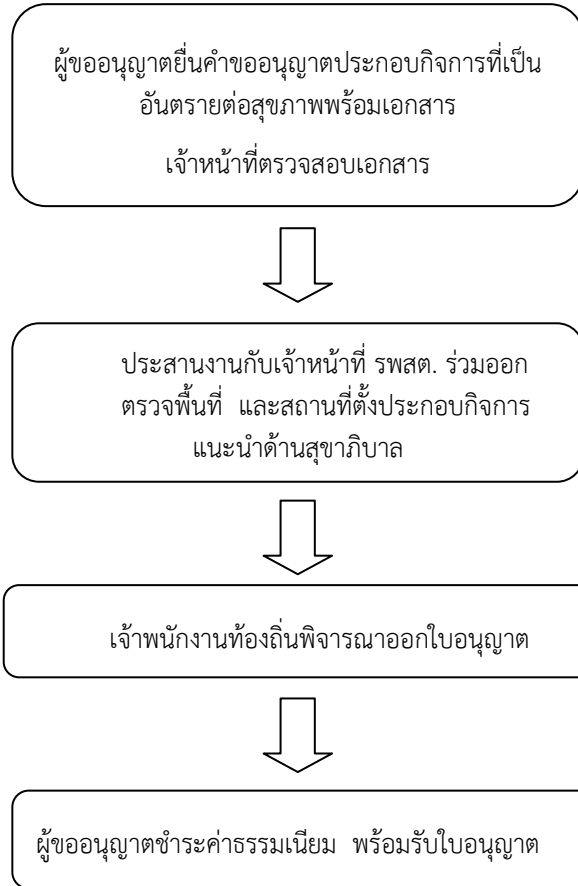 ผู้ขออนุญาตยื่นคำขออนุญาตประกอบกิจการที่เป็น
อันตรายต่อสุขภาพพร้อมเอกสาร
เจ้าหน้าที่ตรวจสอบเอกสาร
ประสานงานกับเจ้าหน้าที่ รพสต. ร่วมออก
ตรวจพื้นที่ และสถานที่ตั้งประกอบกิจการ
แนะนำด้านสุขาภิบาล
เจ้าพนักงานท้องถิ่นพิจารณาออกใบอนุญาต
ผู้ขออนุญาตชำระค่าธรรมเนียม พร้อมรับใบอนุญาต